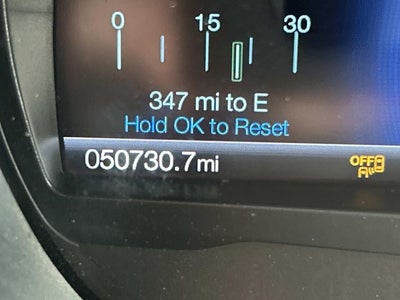 0 15 30
347 mi to E
Hold OK to Reset
050730.7mi OFF